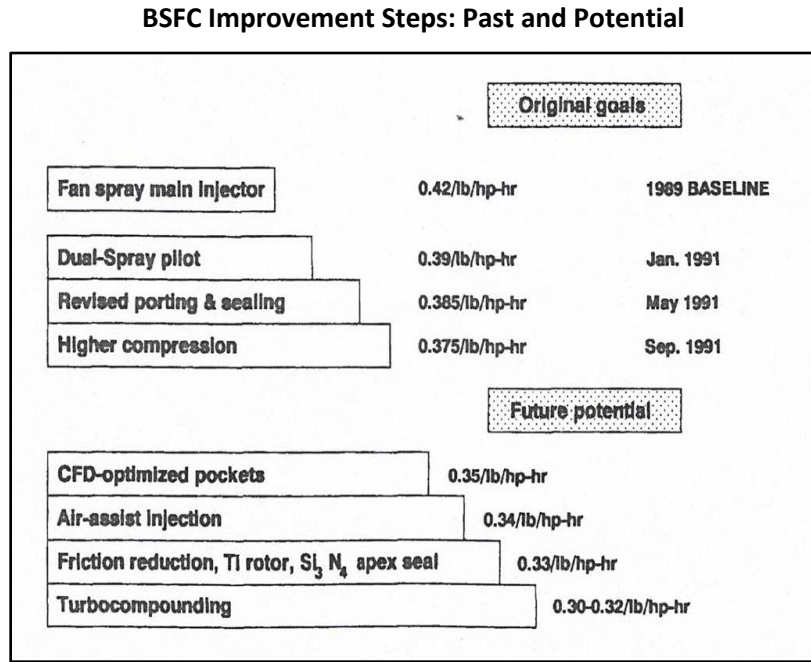 BSFC Improvement Steps: Past and Potential
Original goals
Fan spray main injector 0.42/lb/hp-hr 1989 BASELINE
Dual-Spray pilot 0.39/lb/hp-hr Jan. 1991
Revised porting & sealing 0.385/lb/hp-hr May 1991
Higher compression 0.375/lb/hp-hr Sep. 1991
Future potential
CFD-optimized pockets 0.35/lb/hp-hr
Air-assist injection 0.34/lb/hp-hr
Friction reduction, Ti rotor, Si₃ N₄ apex seal 0.33/lb/hp-hr
Turbocompounding 0.30-0.32/lb/hp-hr